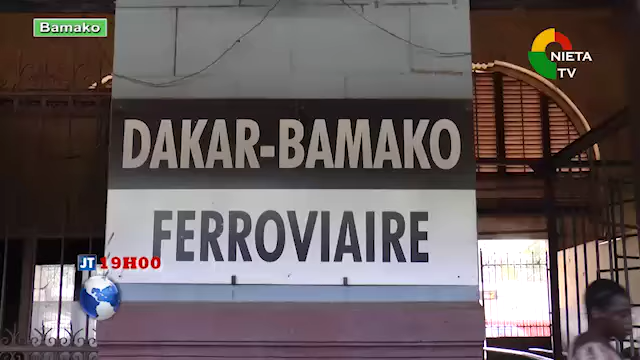 Bamako
NIETA
TV
DAKAR-BAMAKO
FERROVIAIRE
JT 19H00